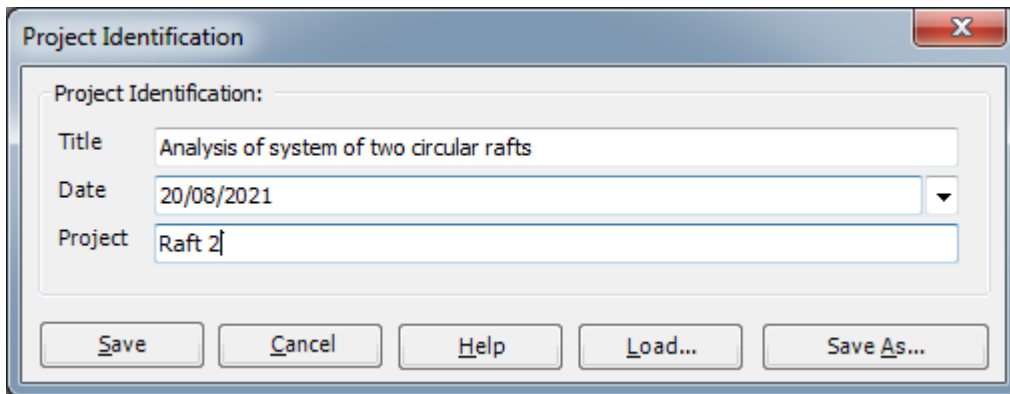 Project Identification
Project Identification:
Title Analysis of system of two circular rafts
Date 20/08/2021
Project Raft 2
Save Cancel Help Load... Save As...